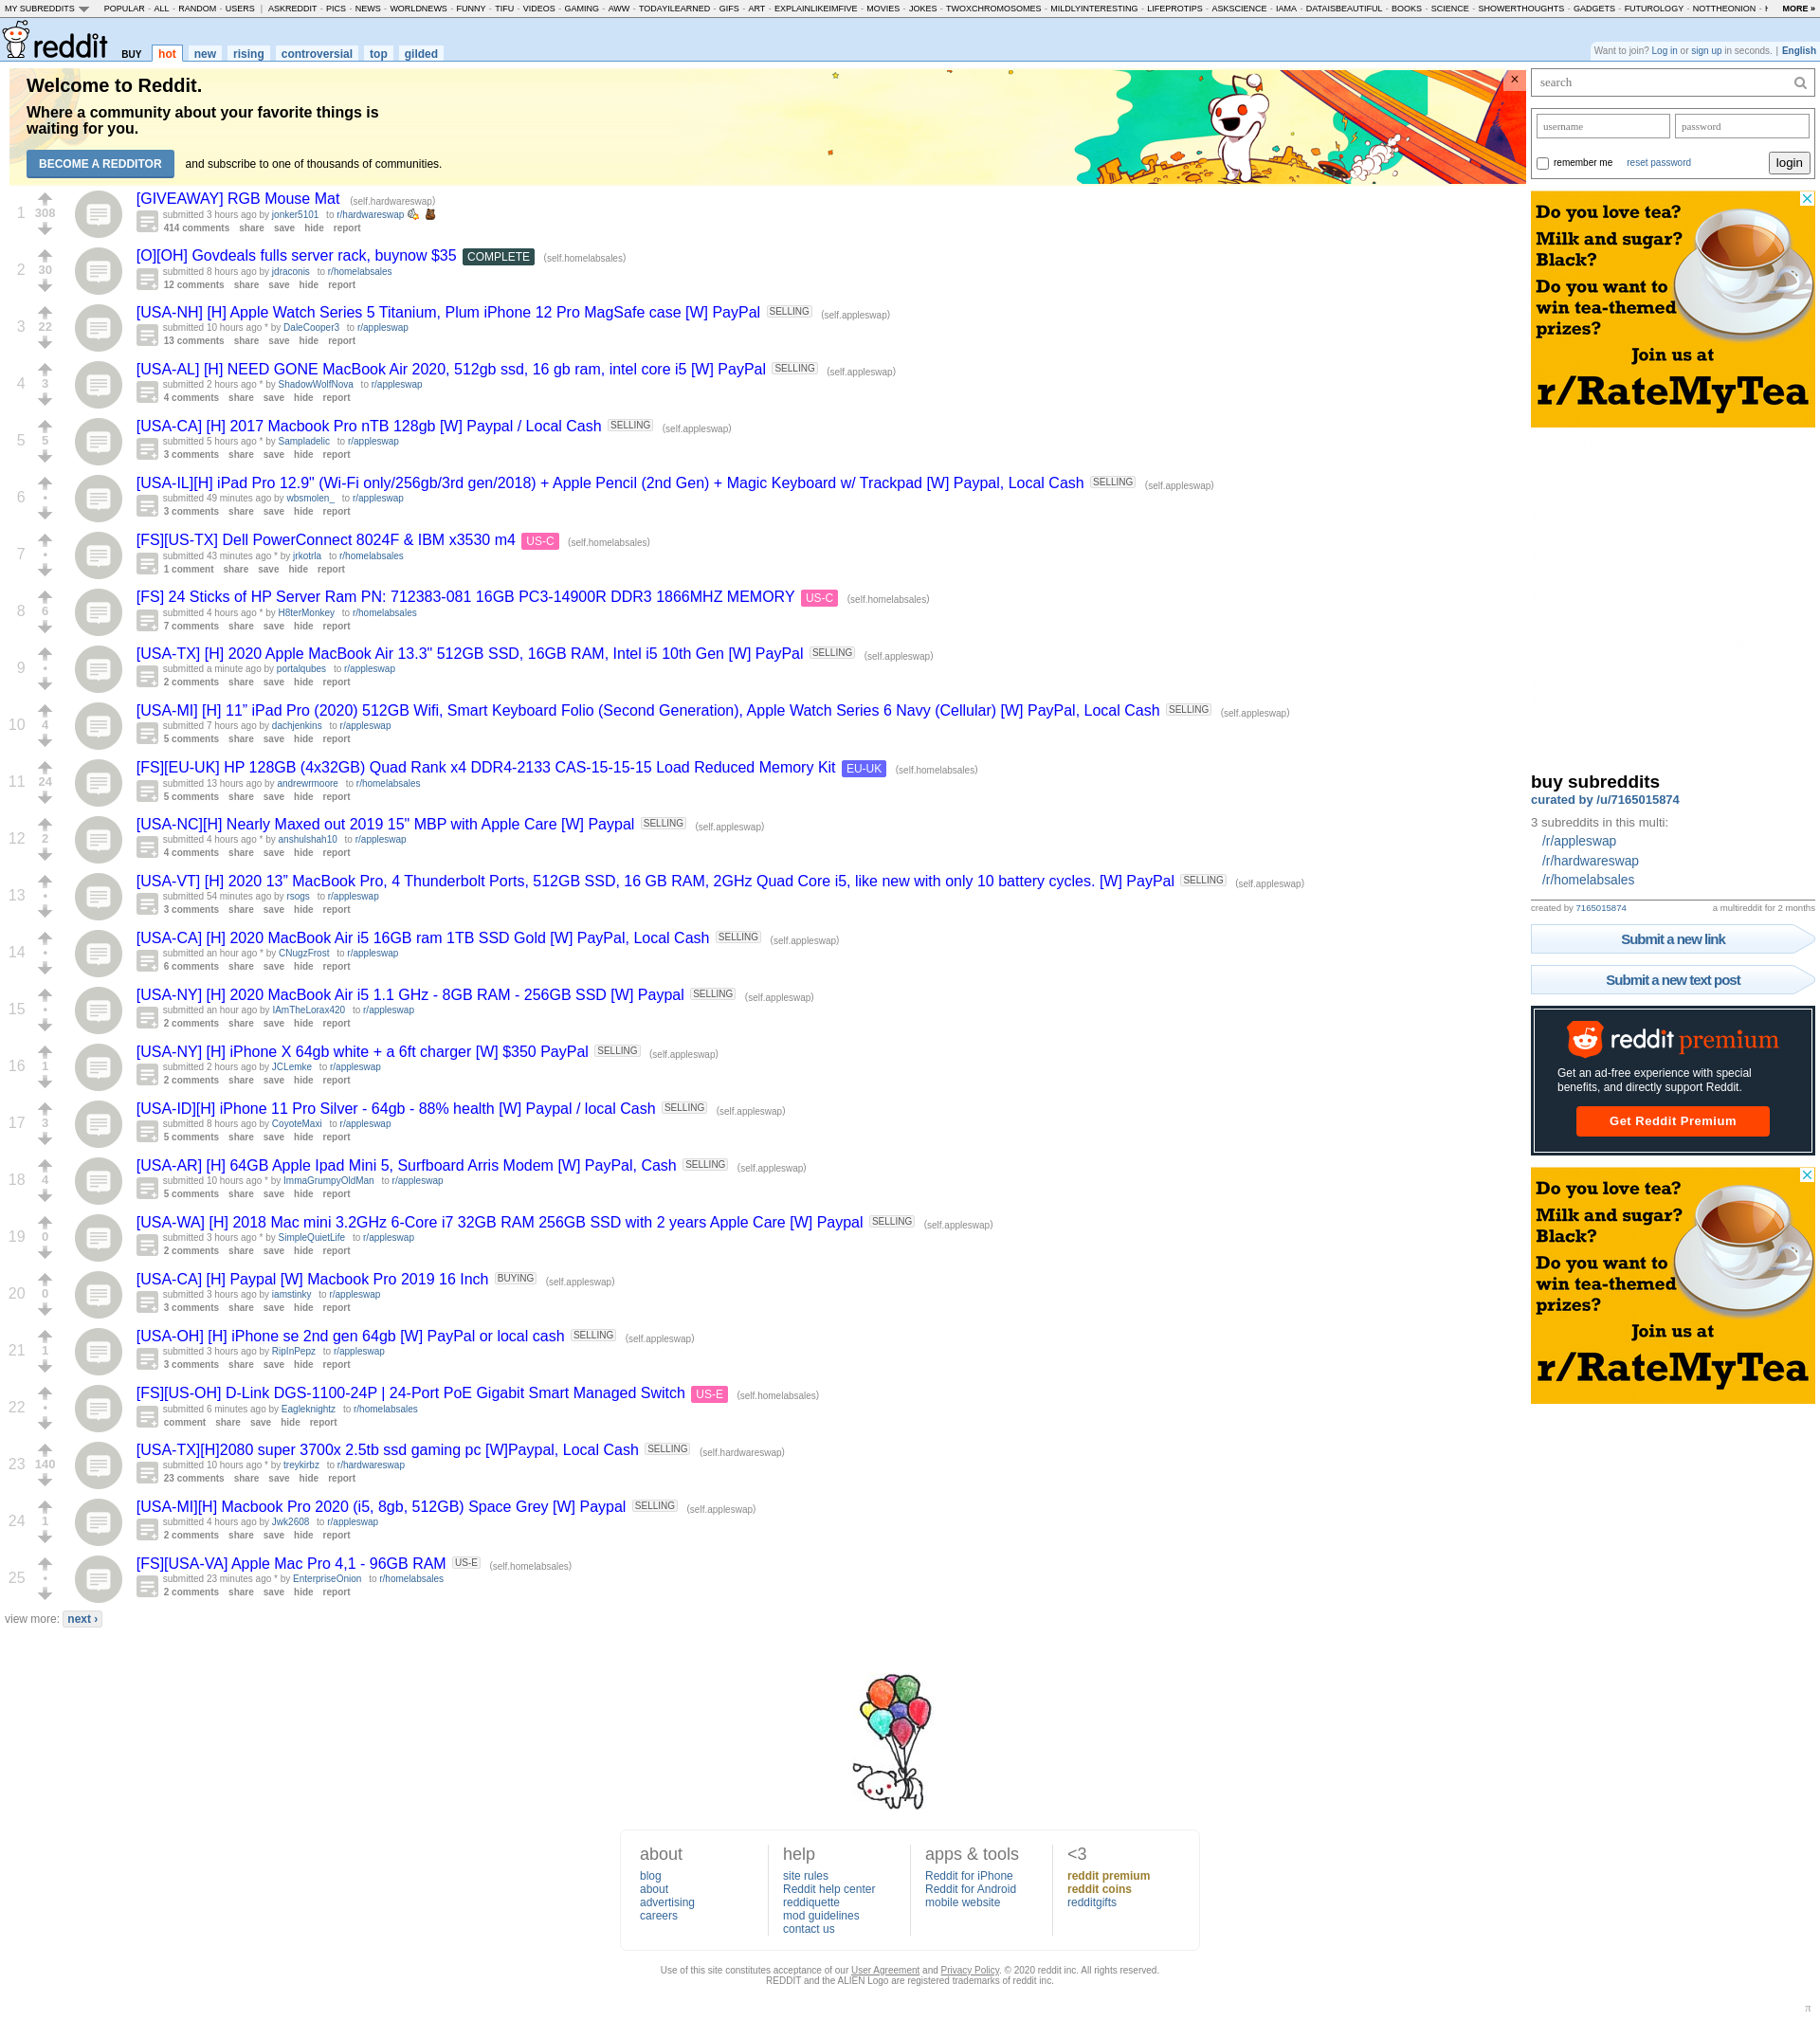 MY SUBREDDITS POPULAR - ALL - RANDOM - USERS | ASKREDDIT - PICS - NEWS - WORLDNEWS - FUNNY - TIFU - VIDEOS - GAMING - AWW - TODAYILEARNED - GIFS - ART - EXPLAINLIKEIMFIVE - MOVIES - JOKES - TWOXCHROMOSOMES - MILDLYINTERESTING - LIFEPROTIPS - ASKSCIENCE - IAMA - DATAISBEAUTIFUL - BOOKS - SCIENCE - SHOWERTHOUGHTS - GADGETS - FUTUROLOGY - NOTTHEONION - MORE »
reddit BUY hot new rising controversial top gilded
Want to join? Log in or sign up in seconds. | English
Welcome to Reddit.
Where a community about your favorite things is
waiting for you.
BECOME A REDDITOR and subscribe to one of thousands of communities.
×
1 308 [GIVEAWAY] RGB Mouse Mat (self.hardwareswap)
submitted 3 hours ago by jonker5101 to r/hardwareswap
414 comments share save hide report
2 30 [O][OH] Govdeals fulls server rack, buynow $35 COMPLETE (self.homelabsales)
submitted 8 hours ago by jdraconis to r/homelabsales
12 comments share save hide report
3 22 [USA-NH] [H] Apple Watch Series 5 Titanium, Plum iPhone 12 Pro MagSafe case [W] PayPal SELLING (self.appleswap)
submitted 10 hours ago * by DaleCooper3 to r/appleswap
13 comments share save hide report
4 3 [USA-AL] [H] NEED GONE MacBook Air 2020, 512gb ssd, 16 gb ram, intel core i5 [W] PayPal SELLING (self.appleswap)
submitted 2 hours ago * by ShadowWolfNova to r/appleswap
4 comments share save hide report
5 5 [USA-CA] [H] 2017 Macbook Pro nTB 128gb [W] Paypal / Local Cash SELLING (self.appleswap)
submitted 5 hours ago * by Sampladelic to r/appleswap
3 comments share save hide report
6 • [USA-IL][H] iPad Pro 12.9" (Wi-Fi only/256gb/3rd gen/2018) + Apple Pencil (2nd Gen) + Magic Keyboard w/ Trackpad [W] Paypal, Local Cash SELLING (self.appleswap)
submitted 49 minutes ago by wbsmolen_ to r/appleswap
3 comments share save hide report
7 • [FS][US-TX] Dell PowerConnect 8024F & IBM x3530 m4 US-C (self.homelabsales)
submitted 43 minutes ago * by jrkotrla to r/homelabsales
1 comment share save hide report
8 6 [FS] 24 Sticks of HP Server Ram PN: 712383-081 16GB PC3-14900R DDR3 1866MHZ MEMORY US-C (self.homelabsales)
submitted 4 hours ago * by H8terMonkey to r/homelabsales
7 comments share save hide report
9 • [USA-TX] [H] 2020 Apple MacBook Air 13.3" 512GB SSD, 16GB RAM, Intel i5 10th Gen [W] PayPal SELLING (self.appleswap)
submitted a minute ago by portalqubes to r/appleswap
2 comments share save hide report
10 4 [USA-MI] [H] 11” iPad Pro (2020) 512GB Wifi, Smart Keyboard Folio (Second Generation), Apple Watch Series 6 Navy (Cellular) [W] PayPal, Local Cash SELLING (self.appleswap)
submitted 7 hours ago by dachjenkins to r/appleswap
5 comments share save hide report
11 24 [FS][EU-UK] HP 128GB (4x32GB) Quad Rank x4 DDR4-2133 CAS-15-15-15 Load Reduced Memory Kit EU-UK (self.homelabsales)
submitted 13 hours ago by andrewrmoore to r/homelabsales
5 comments share save hide report
12 2 [USA-NC][H] Nearly Maxed out 2019 15" MBP with Apple Care [W] Paypal SELLING (self.appleswap)
submitted 4 hours ago * by anshulshah10 to r/appleswap
4 comments share save hide report
13 • [USA-VT] [H] 2020 13” MacBook Pro, 4 Thunderbolt Ports, 512GB SSD, 16 GB RAM, 2GHz Quad Core i5, like new with only 10 battery cycles. [W] PayPal SELLING (self.appleswap)
submitted 54 minutes ago by rsogs to r/appleswap
3 comments share save hide report
14 • [USA-CA] [H] 2020 MacBook Air i5 16GB ram 1TB SSD Gold [W] PayPal, Local Cash SELLING (self.appleswap)
submitted an hour ago * by CNugzFrost to r/appleswap
6 comments share save hide report
15 • [USA-NY] [H] 2020 MacBook Air i5 1.1 GHz - 8GB RAM - 256GB SSD [W] Paypal SELLING (self.appleswap)
submitted an hour ago by IAmTheLorax420 to r/appleswap
2 comments share save hide report
16 1 [USA-NY] [H] iPhone X 64gb white + a 6ft charger [W] $350 PayPal SELLING (self.appleswap)
submitted 2 hours ago by JCLemke to r/appleswap
2 comments share save hide report
17 3 [USA-ID][H] iPhone 11 Pro Silver - 64gb - 88% health [W] Paypal / local Cash SELLING (self.appleswap)
submitted 8 hours ago by CoyoteMaxi to r/appleswap
5 comments share save hide report
18 4 [USA-AR] [H] 64GB Apple Ipad Mini 5, Surfboard Arris Modem [W] PayPal, Cash SELLING (self.appleswap)
submitted 10 hours ago * by ImmaGrumpyOldMan to r/appleswap
5 comments share save hide report
19 0 [USA-WA] [H] 2018 Mac mini 3.2GHz 6-Core i7 32GB RAM 256GB SSD with 2 years Apple Care [W] Paypal SELLING (self.appleswap)
submitted 3 hours ago * by SimpleQuietLife to r/appleswap
2 comments share save hide report
20 0 [USA-CA] [H] Paypal [W] Macbook Pro 2019 16 Inch BUYING (self.appleswap)
submitted 3 hours ago by iamstinky to r/appleswap
3 comments share save hide report
21 1 [USA-OH] [H] iPhone se 2nd gen 64gb [W] PayPal or local cash SELLING (self.appleswap)
submitted 3 hours ago by RipInPepz to r/appleswap
3 comments share save hide report
22 • [FS][US-OH] D-Link DGS-1100-24P | 24-Port PoE Gigabit Smart Managed Switch US-E (self.homelabsales)
submitted 6 minutes ago by Eagleknightz to r/homelabsales
comment share save hide report
23 140 [USA-TX][H]2080 super 3700x 2.5tb ssd gaming pc [W]Paypal, Local Cash SELLING (self.hardwareswap)
submitted 10 hours ago * by treykirbz to r/hardwareswap
23 comments share save hide report
24 1 [USA-MI][H] Macbook Pro 2020 (i5, 8gb, 512GB) Space Grey [W] Paypal SELLING (self.appleswap)
submitted 4 hours ago by Jwk2608 to r/appleswap
2 comments share save hide report
25 • [FS][USA-VA] Apple Mac Pro 4,1 - 96GB RAM US-E (self.homelabsales)
submitted 23 minutes ago * by EnterpriseOnion to r/homelabsales
2 comments share save hide report
view more: next ›
search
username password
remember me reset password login
Do you love tea?
Milk and sugar?
Black?
Do you want to
win tea-themed
prizes?
Join us at
r/RateMyTea
buy subreddits
curated by /u/7165015874
3 subreddits in this multi:
/r/appleswap
/r/hardwareswap
/r/homelabsales
created by 7165015874 a multireddit for 2 months
Submit a new link
Submit a new text post
reddit premium
Get an ad-free experience with special
benefits, and directly support Reddit.
Get Reddit Premium
Do you love tea?
Milk and sugar?
Black?
Do you want to
win tea-themed
prizes?
Join us at
r/RateMyTea
about
blog
about
advertising
careers
help
site rules
Reddit help center
reddiquette
mod guidelines
contact us
apps & tools
Reddit for iPhone
Reddit for Android
mobile website
<3
reddit premium
reddit coins
redditgifts
Use of this site constitutes acceptance of our User Agreement and Privacy Policy. © 2020 reddit inc. All rights reserved.
REDDIT and the ALIEN Logo are registered trademarks of reddit inc.
π